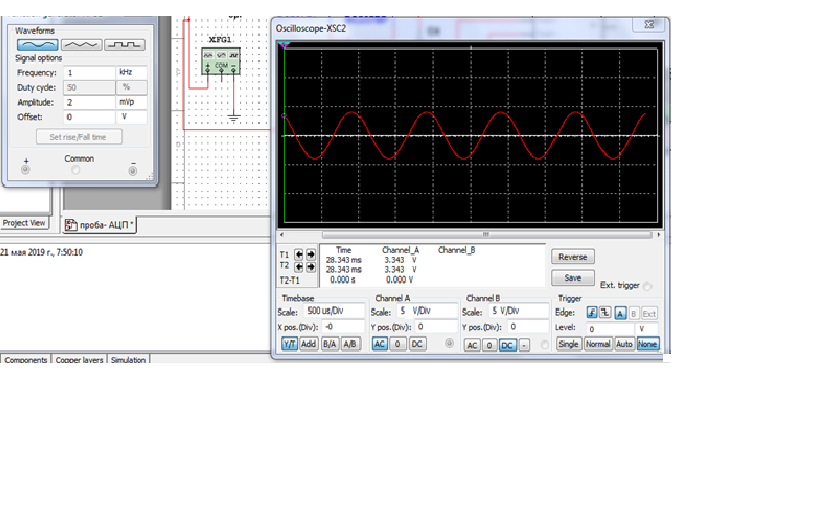 Waveforms
Signal options
Frequency: 1 kHz
Duty cycle: 50 %
Amplitude: 2 mVp
Offset: 0 V
Set rise/Fall time
+ Common −
XFG1
COM
Project View
проба- АЦП *
21 мая 2019 г., 7:50:10
Components Copper layers Simulation
Oscilloscope-XSC2
Time Channel_A Channel_B
T1 28.343 ms 3.343 V
T2 28.343 ms 3.343 V
T2-T1 0.000 s 0.000 V
Reverse
Save
Ext. trigger
Timebase
Scale: 500 us/Div
X pos.(Div): 0
Y/T Add B/A A/B
Channel A
Scale: 5 V/Div
Y pos.(Div): 0
AC 0 DC
Channel B
Scale: 5 V/Div
Y pos.(Div): 0
AC 0 DC -
Trigger
Edge: A B Ext
Level: 0 V
Single Normal Auto None